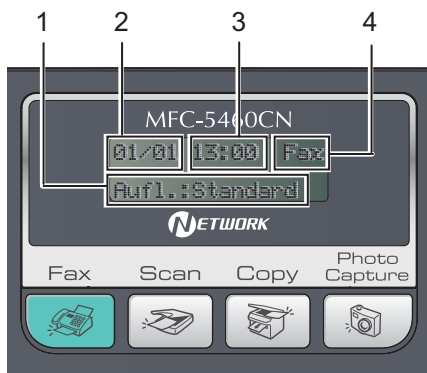 1 2 3 4
MFC-5460CN
01/01 13:00 Fax
Aufl.:Standard
NETWORK
Fax Scan Copy Photo Capture